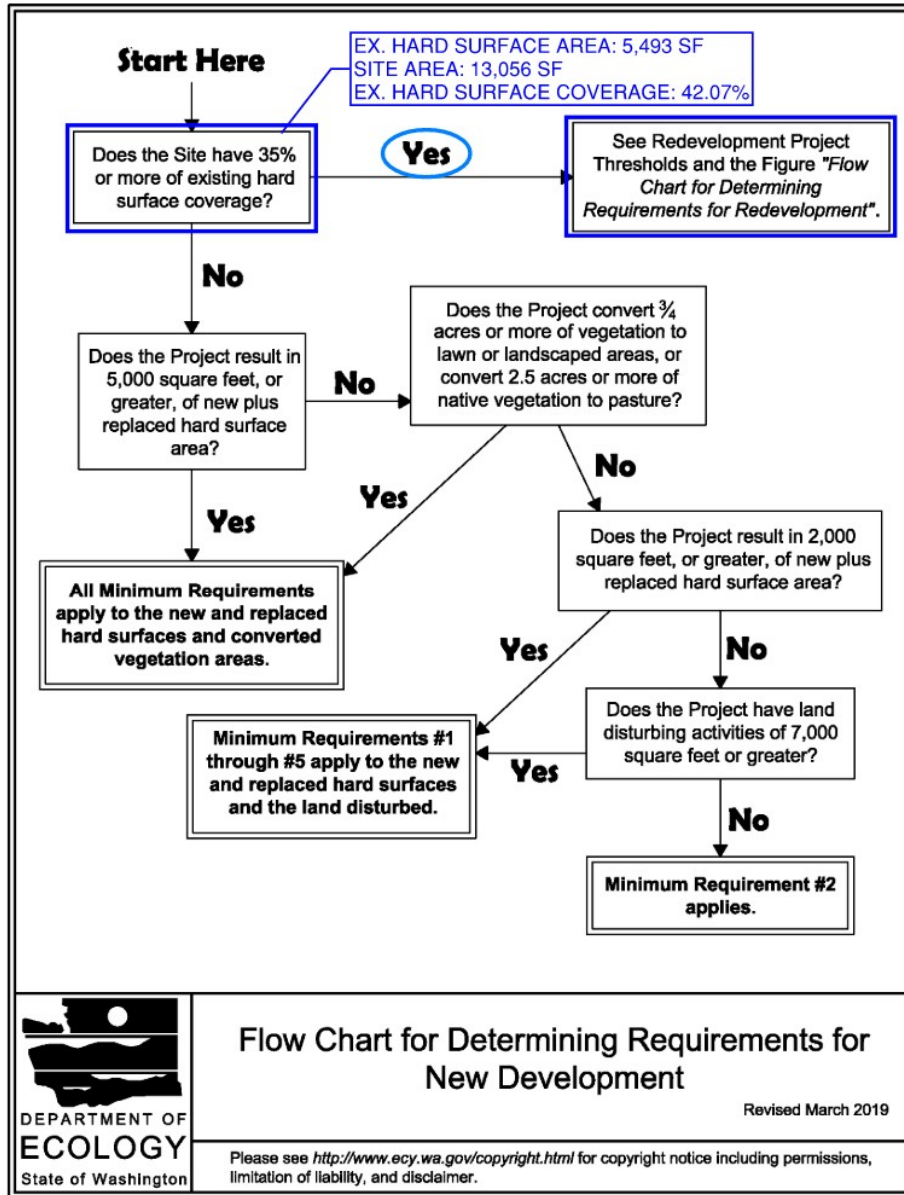 Start Here
EX. HARD SURFACE AREA: 5,493 SF
SITE AREA: 13,056 SF
EX. HARD SURFACE COVERAGE: 42.07%
Does the Site have 35%
or more of existing hard
surface coverage?
Yes
See Redevelopment Project
Thresholds and the Figure "Flow
Chart for Determining
Requirements for Redevelopment".
No
Does the Project result in
5,000 square feet, or
greater, of new plus
replaced hard surface
area?
No
Does the Project convert ¾
acres or more of vegetation to
lawn or landscaped areas, or
convert 2.5 acres or more of
native vegetation to pasture?
Yes
Yes
No
All Minimum Requirements
apply to the new and replaced
hard surfaces and converted
vegetation areas.
Does the Project result in 2,000
square feet, or greater, of new plus
replaced hard surface area?
Yes
No
Minimum Requirements #1
through #5 apply to the new
and replaced hard surfaces
and the land disturbed.
Yes
Does the Project have land
disturbing activities of 7,000
square feet or greater?
No
Minimum Requirement #2
applies.
DEPARTMENT OF
ECOLOGY
State of Washington
Flow Chart for Determining Requirements for
New Development
Revised March 2019
Please see http://www.ecy.wa.gov/copyright.html for copyright notice including permissions,
limitation of liability, and disclaimer.